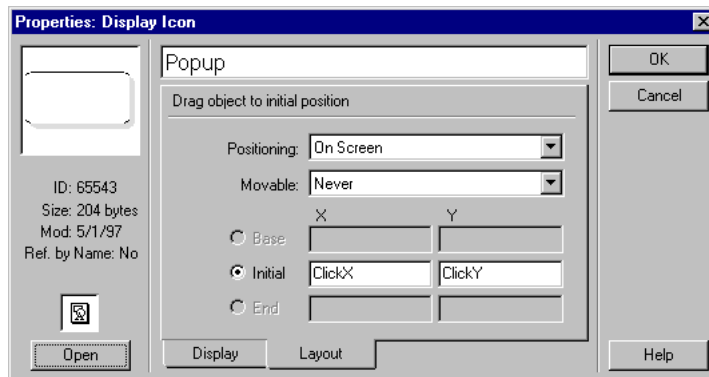 Properties: Display Icon
Popup
OK
Cancel
Drag object to initial position
Positioning: On Screen
Movable: Never
X Y
Base
Initial ClickX ClickY
End
ID: 65543
Size: 204 bytes
Mod: 5/1/97
Ref. by Name: No
Open
Display Layout
Help